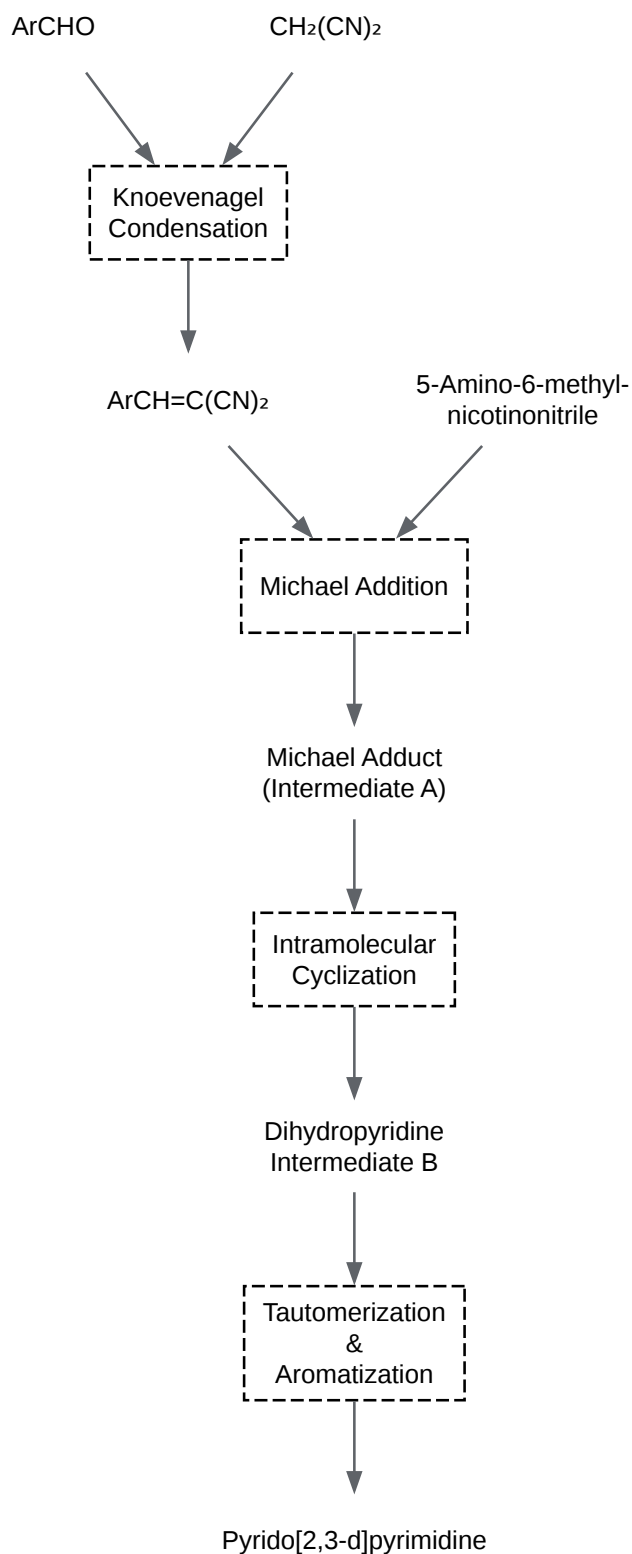 ArCHO
CH₂(CN)₂
Knoevenagel
Condensation
ArCH=C(CN)₂
5-Amino-6-methyl-
nicotinonitrile
Michael Addition
Michael Adduct
(Intermediate A)
Intramolecular
Cyclization
Dihydropyridine
Intermediate B
Tautomerization
&
Aromatization
Pyrido[2,3-d]pyrimidine